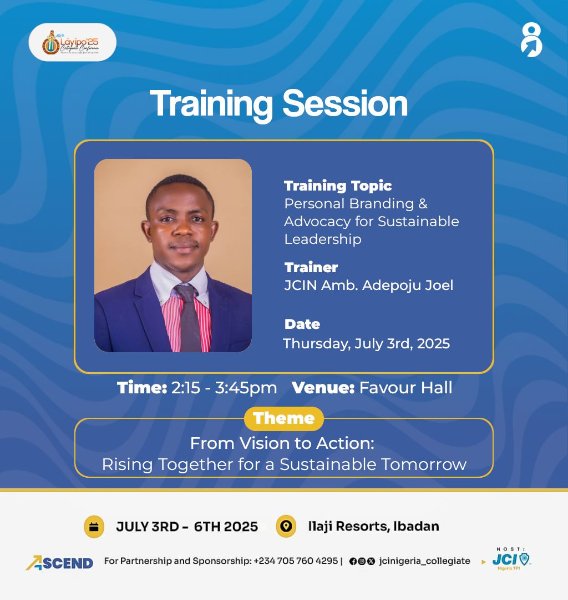 Layipo'25
Training Session
Training Topic
Personal Branding &
Advocacy for Sustainable
Leadership
Trainer
JCIN Amb. Adepoju Joel
Date
Thursday, July 3rd, 2025
Time: 2:15 - 3:45pm Venue: Favour Hall
Theme
From Vision to Action:
Rising Together for a Sustainable Tomorrow
JULY 3RD - 6TH 2025 Ilaji Resorts, Ibadan
HOST:
ASCEND For Partnership and Sponsorship: +234 705 760 4295 | jcinigeria_collegiate JCI